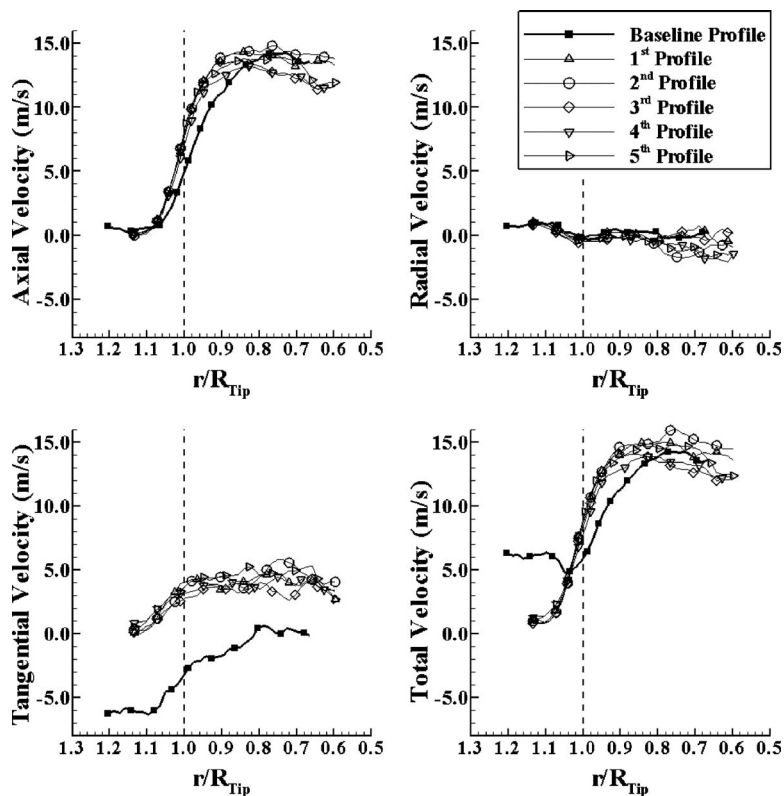 15.0
10.0
5.0
0.0
-5.0
Axial Velocity (m/s)
1.3 1.2 1.1 1.0 0.9 0.8 0.7 0.6 0.5
r/R_Tip
Baseline Profile
1st Profile
2nd Profile
3rd Profile
4th Profile
5th Profile
15.0
10.0
5.0
0.0
-5.0
Radial Velocity (m/s)
1.3 1.2 1.1 1.0 0.9 0.8 0.7 0.6 0.5
r/R_Tip
15.0
10.0
5.0
0.0
-5.0
Tangential Velocity (m/s)
1.3 1.2 1.1 1.0 0.9 0.8 0.7 0.6 0.5
r/R_Tip
15.0
10.0
5.0
0.0
-5.0
Total Velocity (m/s)
1.3 1.2 1.1 1.0 0.9 0.8 0.7 0.6 0.5
r/R_Tip